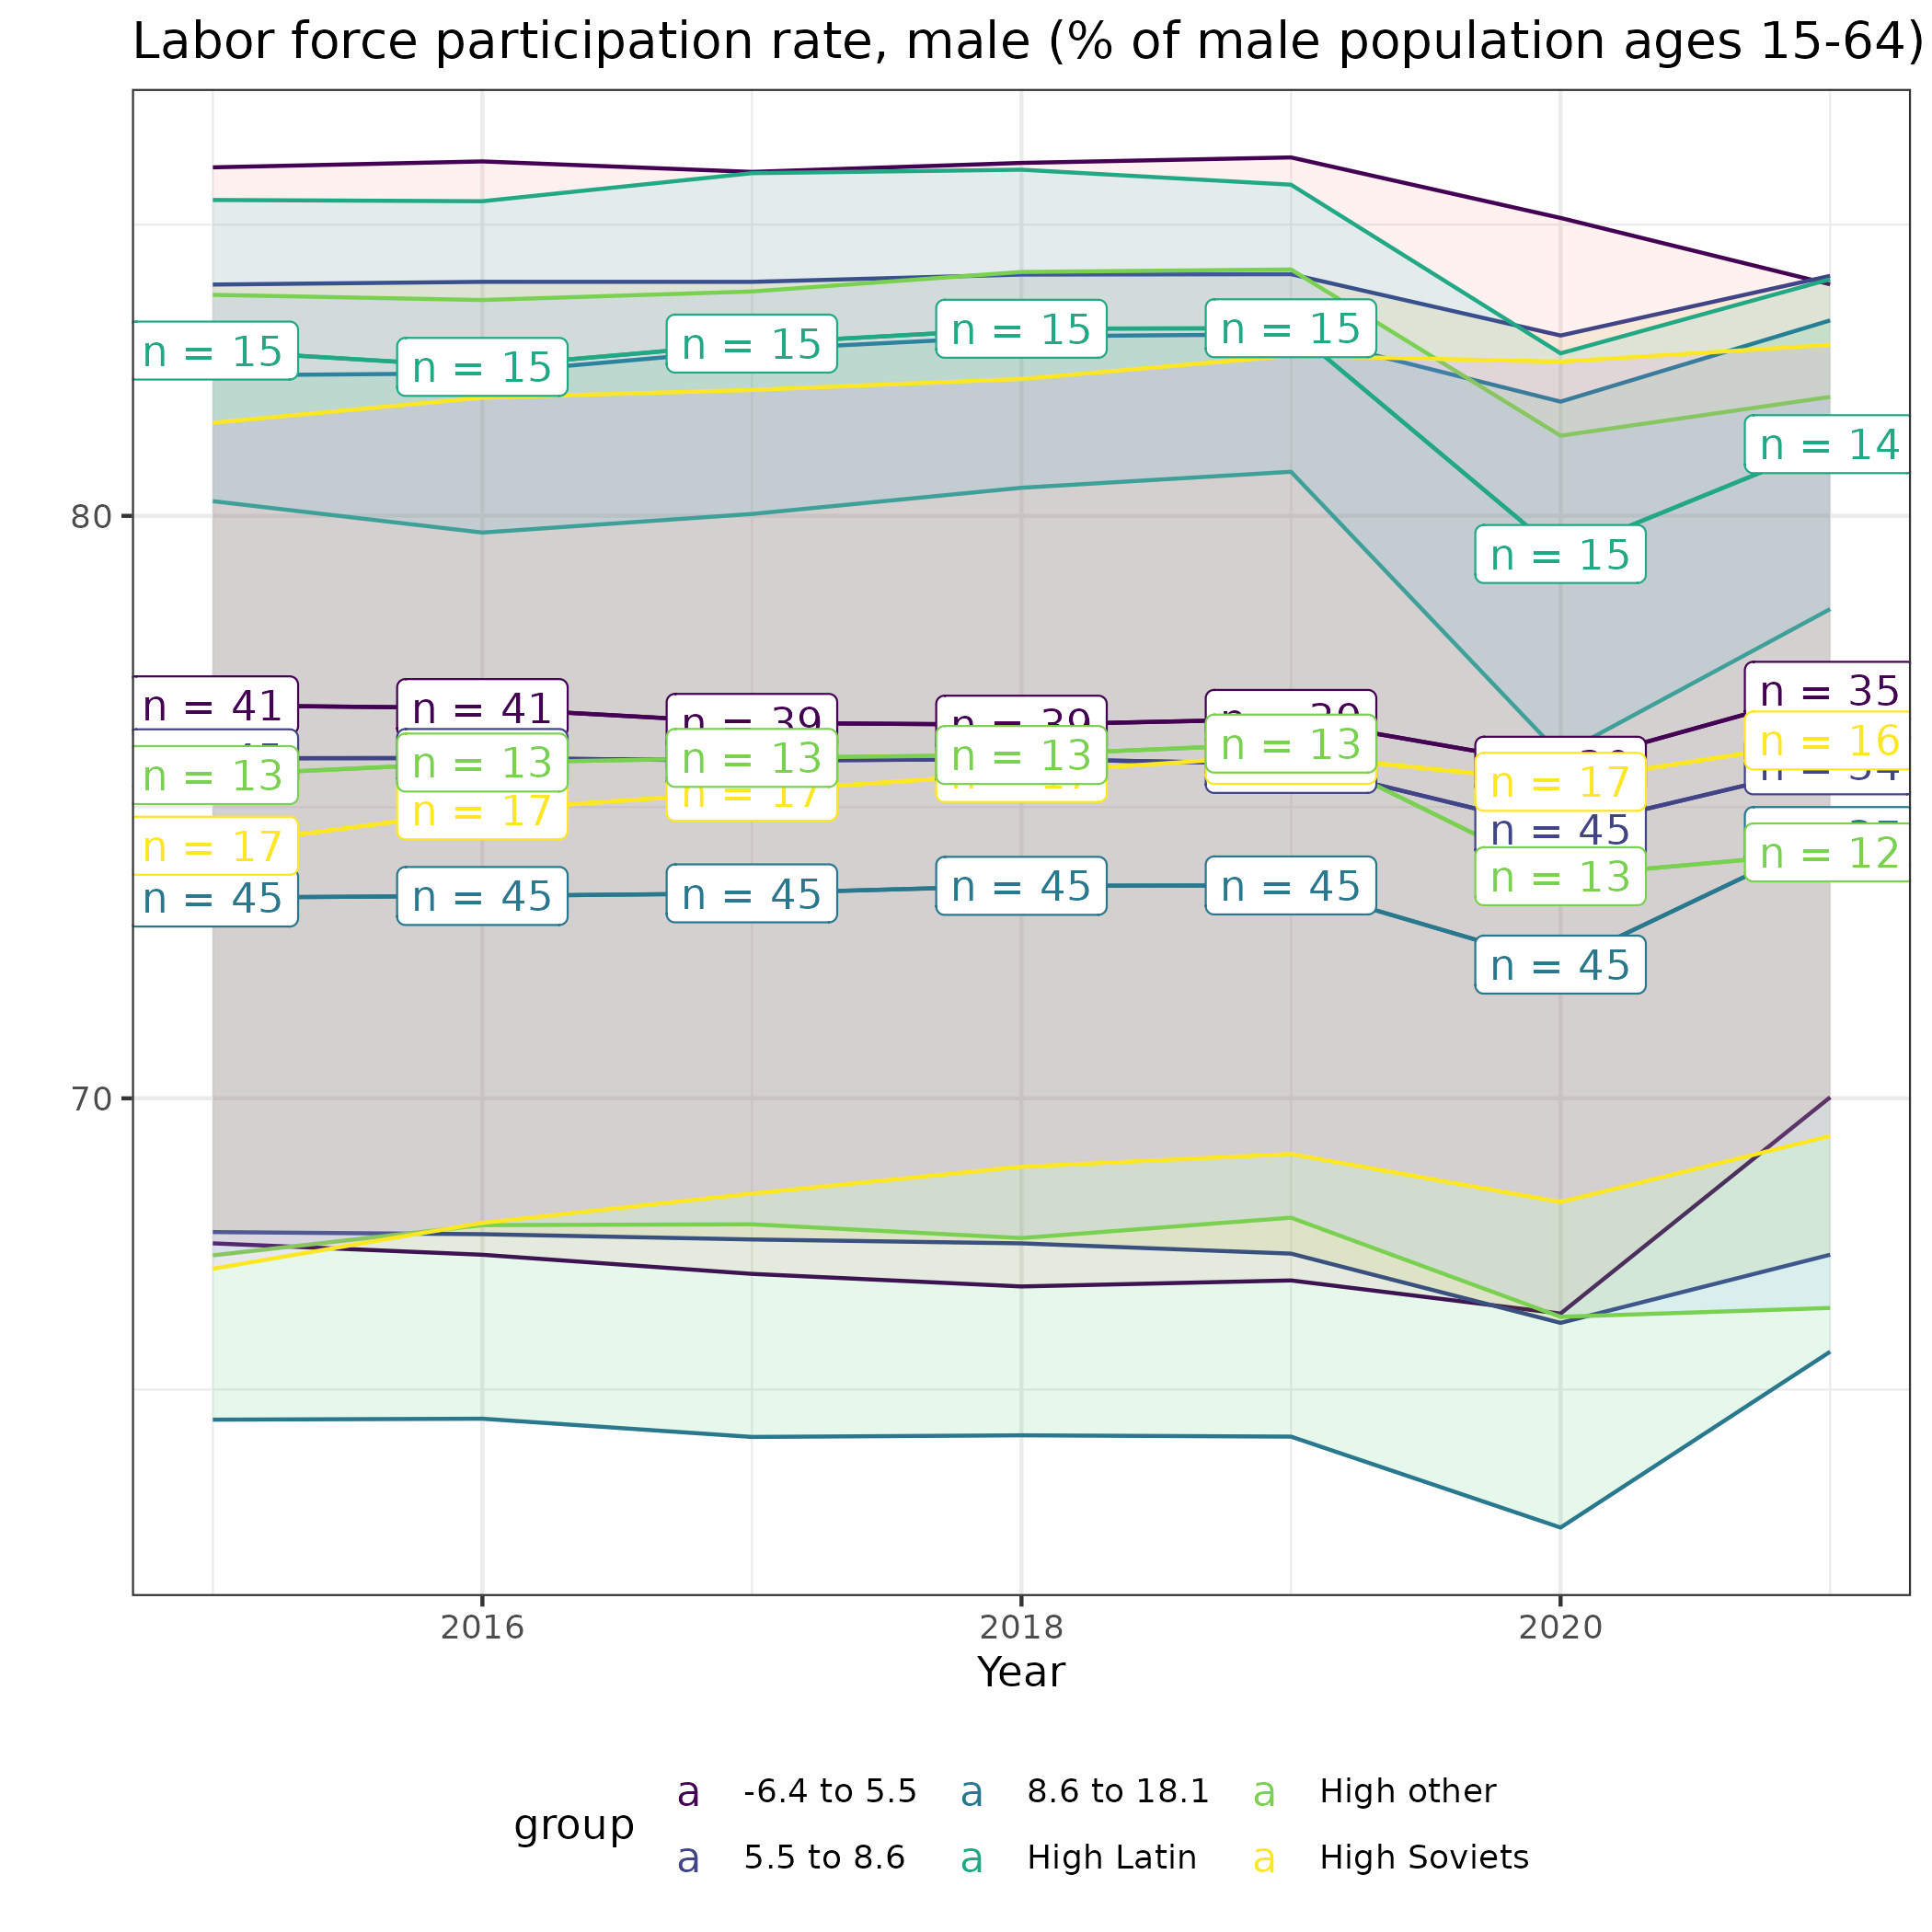 Labor force participation rate, male (% of male population ages 15-64)
n = 15
n = 15
n = 15
n = 15
n = 15
n = 14
80
n = 15
n = 41
n = 41
n = 39
n = 39
n = 35
n = 13
n = 13
n = 13
n = 13
n = 13
n = 17
n = 16
n = 17
n = 17
n = 17
n = 45
n = 13
n = 12
n = 45
n = 45
n = 45
n = 45
n = 45
n = 45
70
2016
2018
2020
Year
group
a -6.4 to 5.5
a 8.6 to 18.1
a High other
a 5.5 to 8.6
a High Latin
a High Soviets